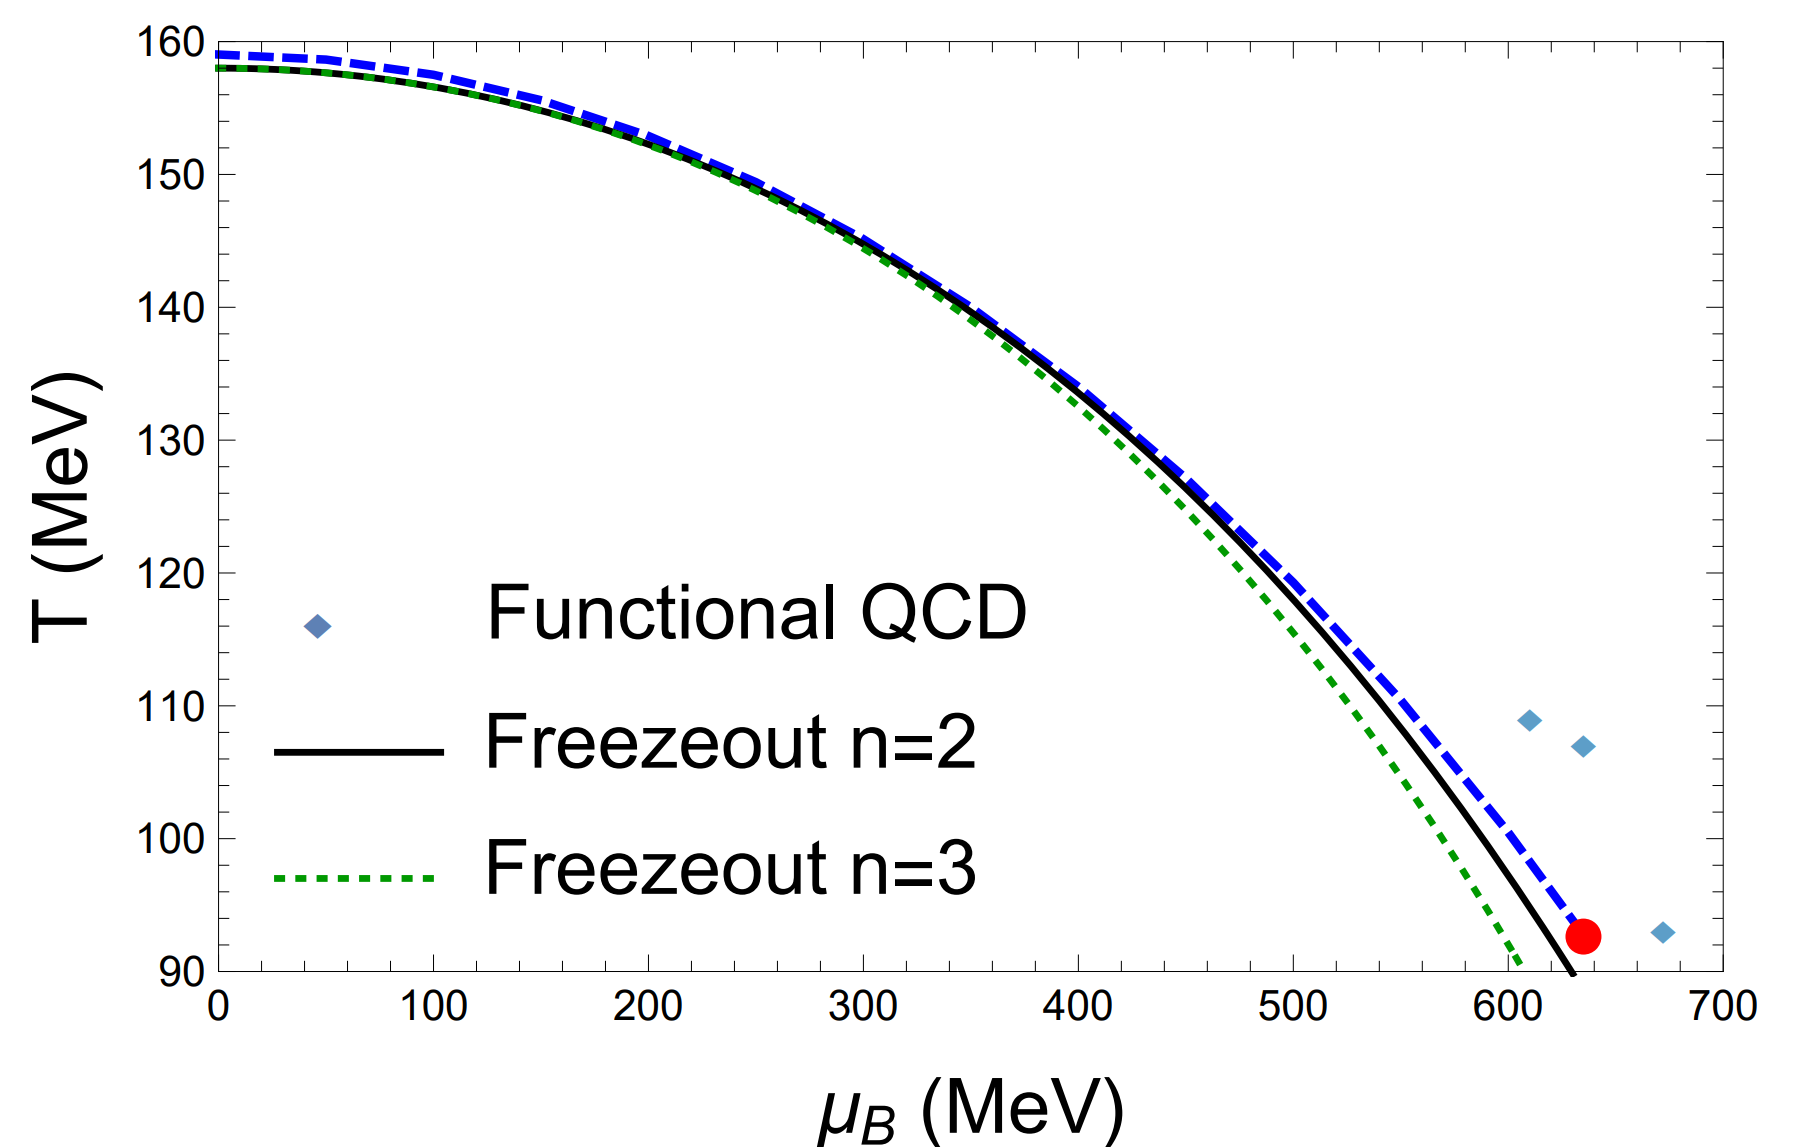 160
150
140
130
120
110
100
90
T (MeV)
Functional QCD
Freezeout n=2
Freezeout n=3
0 100 200 300 400 500 600 700
μB (MeV)